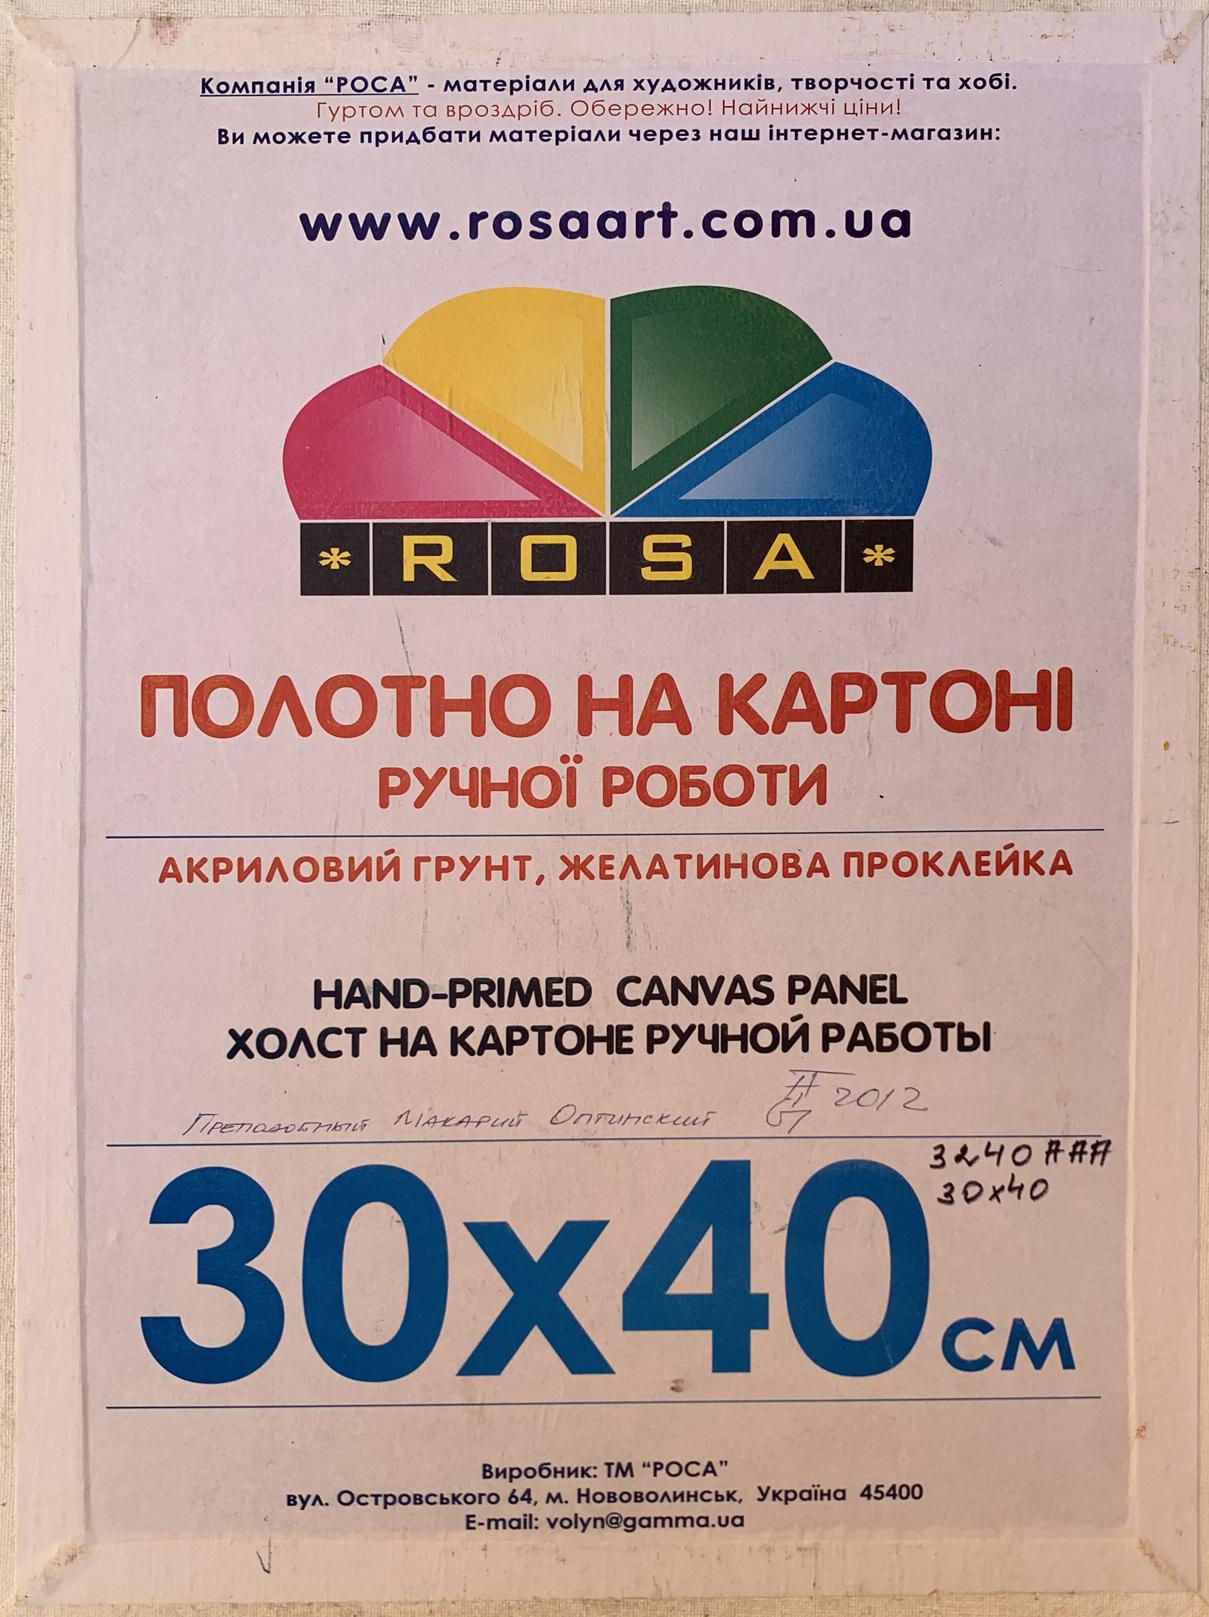 Компанія “РОСА” - матеріали для художників, творчості та хобі.
Гуртом та вроздріб. Обережно! Найнижчі ціни!
Ви можете придбати матеріали через наш інтернет-магазин:
www.rosaart.com.ua
*ROSA*
ПОЛОТНО НА КАРТОНІ
РУЧНОЇ РОБОТИ
АКРИЛОВИЙ ГРУНТ, ЖЕЛАТИНОВА ПРОКЛЕЙКА
HAND-PRIMED CANVAS PANEL
ХОЛСТ НА КАРТОНЕ РУЧНОЙ РАБОТЫ
Преподобный Макарий Оптинский 2012
3240 AAA
30x40
30x40 см
Виробник: ТМ “РОСА”
вул. Островського 64, м. Нововолинськ, Україна 45400
E-mail: volyn@gamma.ua